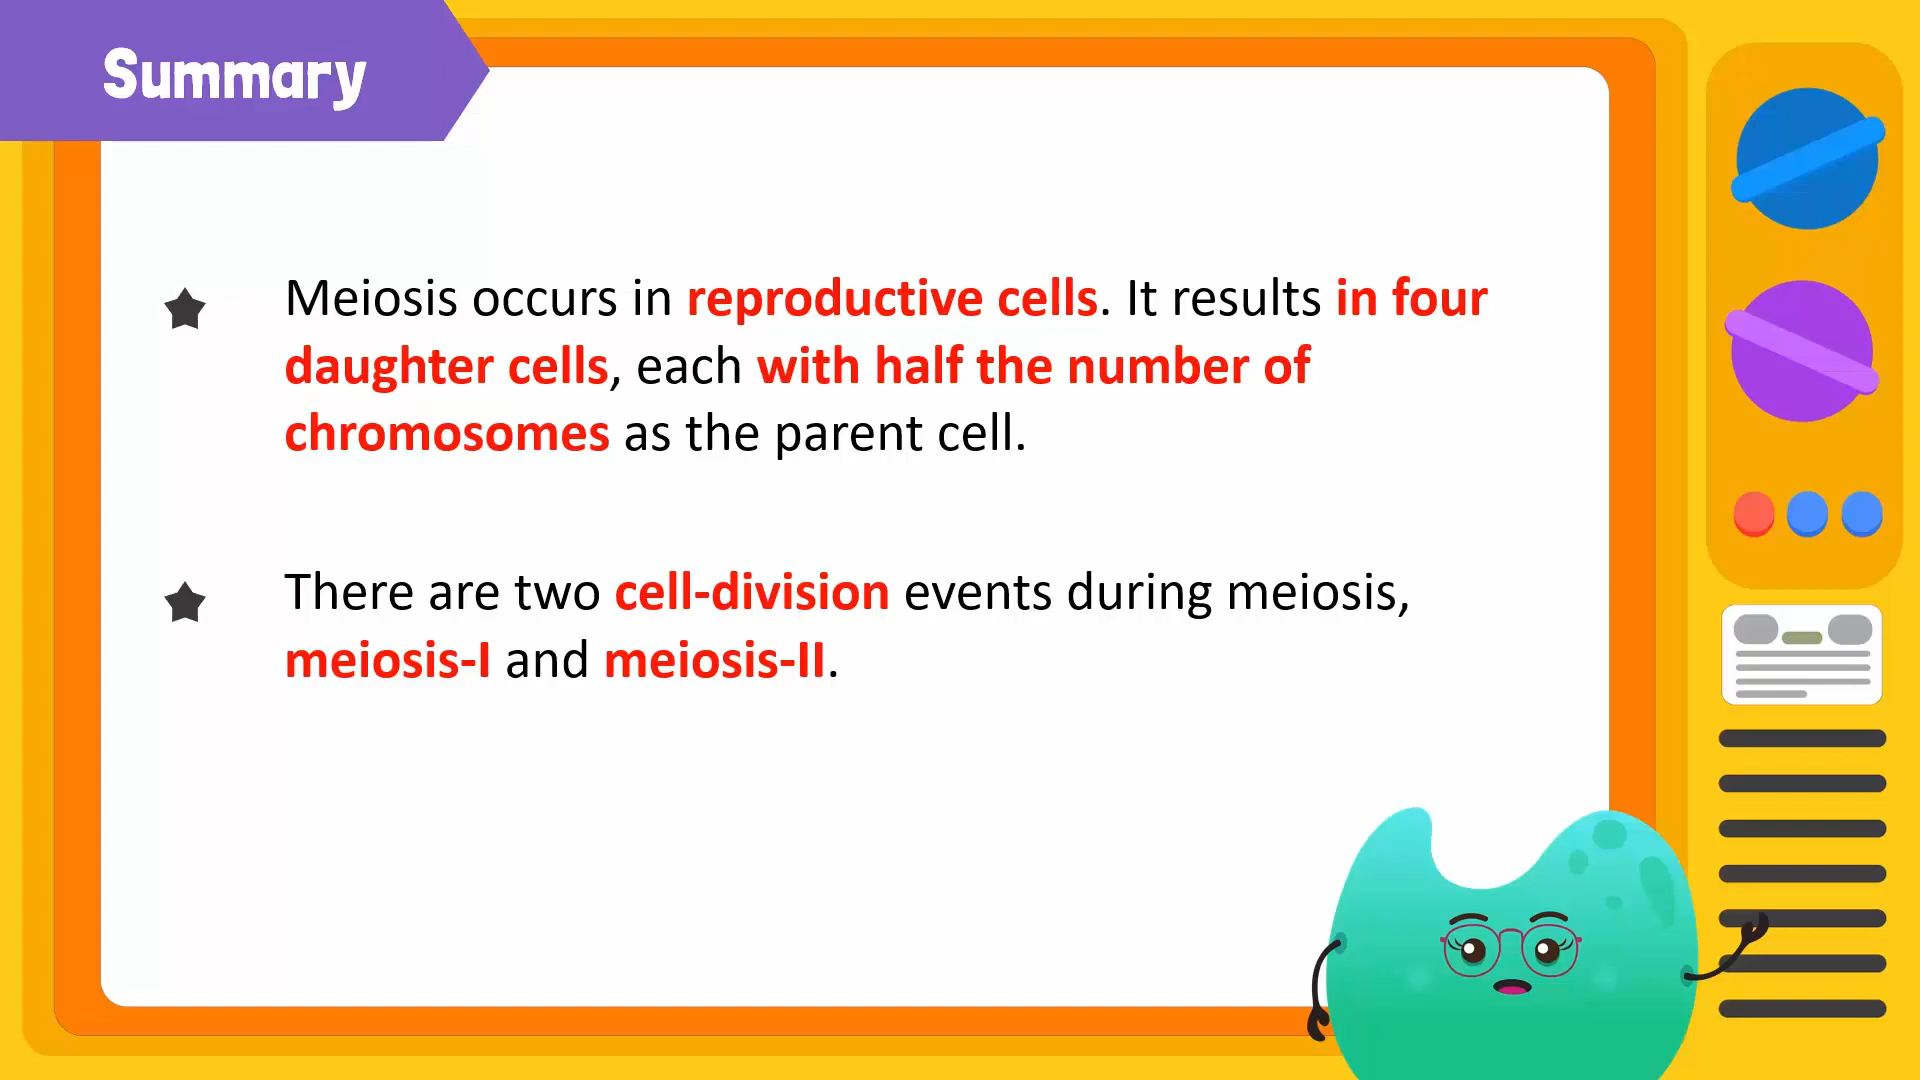 Summary
Meiosis occurs in reproductive cells. It results in four
daughter cells, each with half the number of
chromosomes as the parent cell.
There are two cell-division events during meiosis,
meiosis-I and meiosis-II.